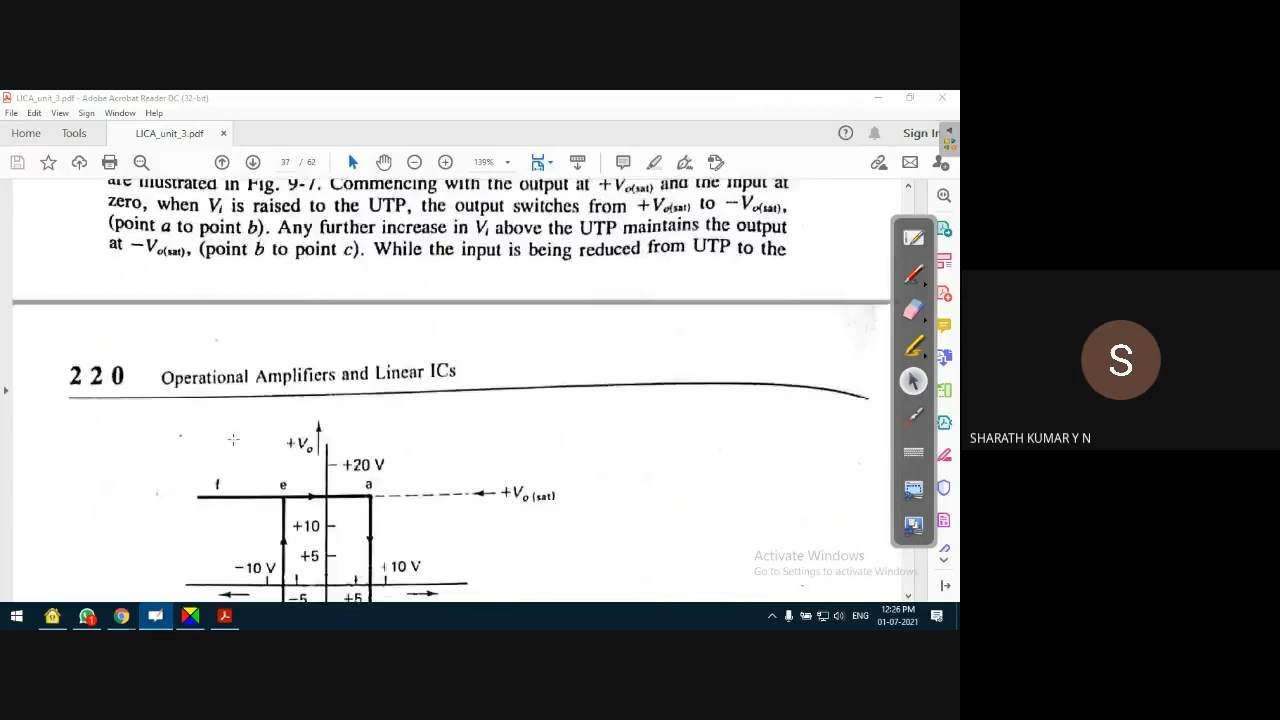 LICA_unit_3.pdf - Adobe Acrobat Reader DC (32-bit)
File Edit View Sign Window Help
Home Tools LICA_unit_3.pdf × Sign In
37 / 62 139%
are illustrated in Fig. 9-7. Commencing with the output at +Vo(sat) and the input at
zero, when Vi is raised to the UTP, the output switches from +Vo(sat) to −Vo(sat),
(point a to point b). Any further increase in Vi above the UTP maintains the output
at −Vo(sat), (point b to point c). While the input is being reduced from UTP to the
220 Operational Amplifiers and Linear ICs
+Vo
+20 V
f e a
+Vo (sat)
+10
+5
−10 V +10 V
−5 +5
Activate Windows
Go to Settings to activate Windows.
ENG
12:26 PM
01-07-2021
1
S
SHARATH KUMAR Y N